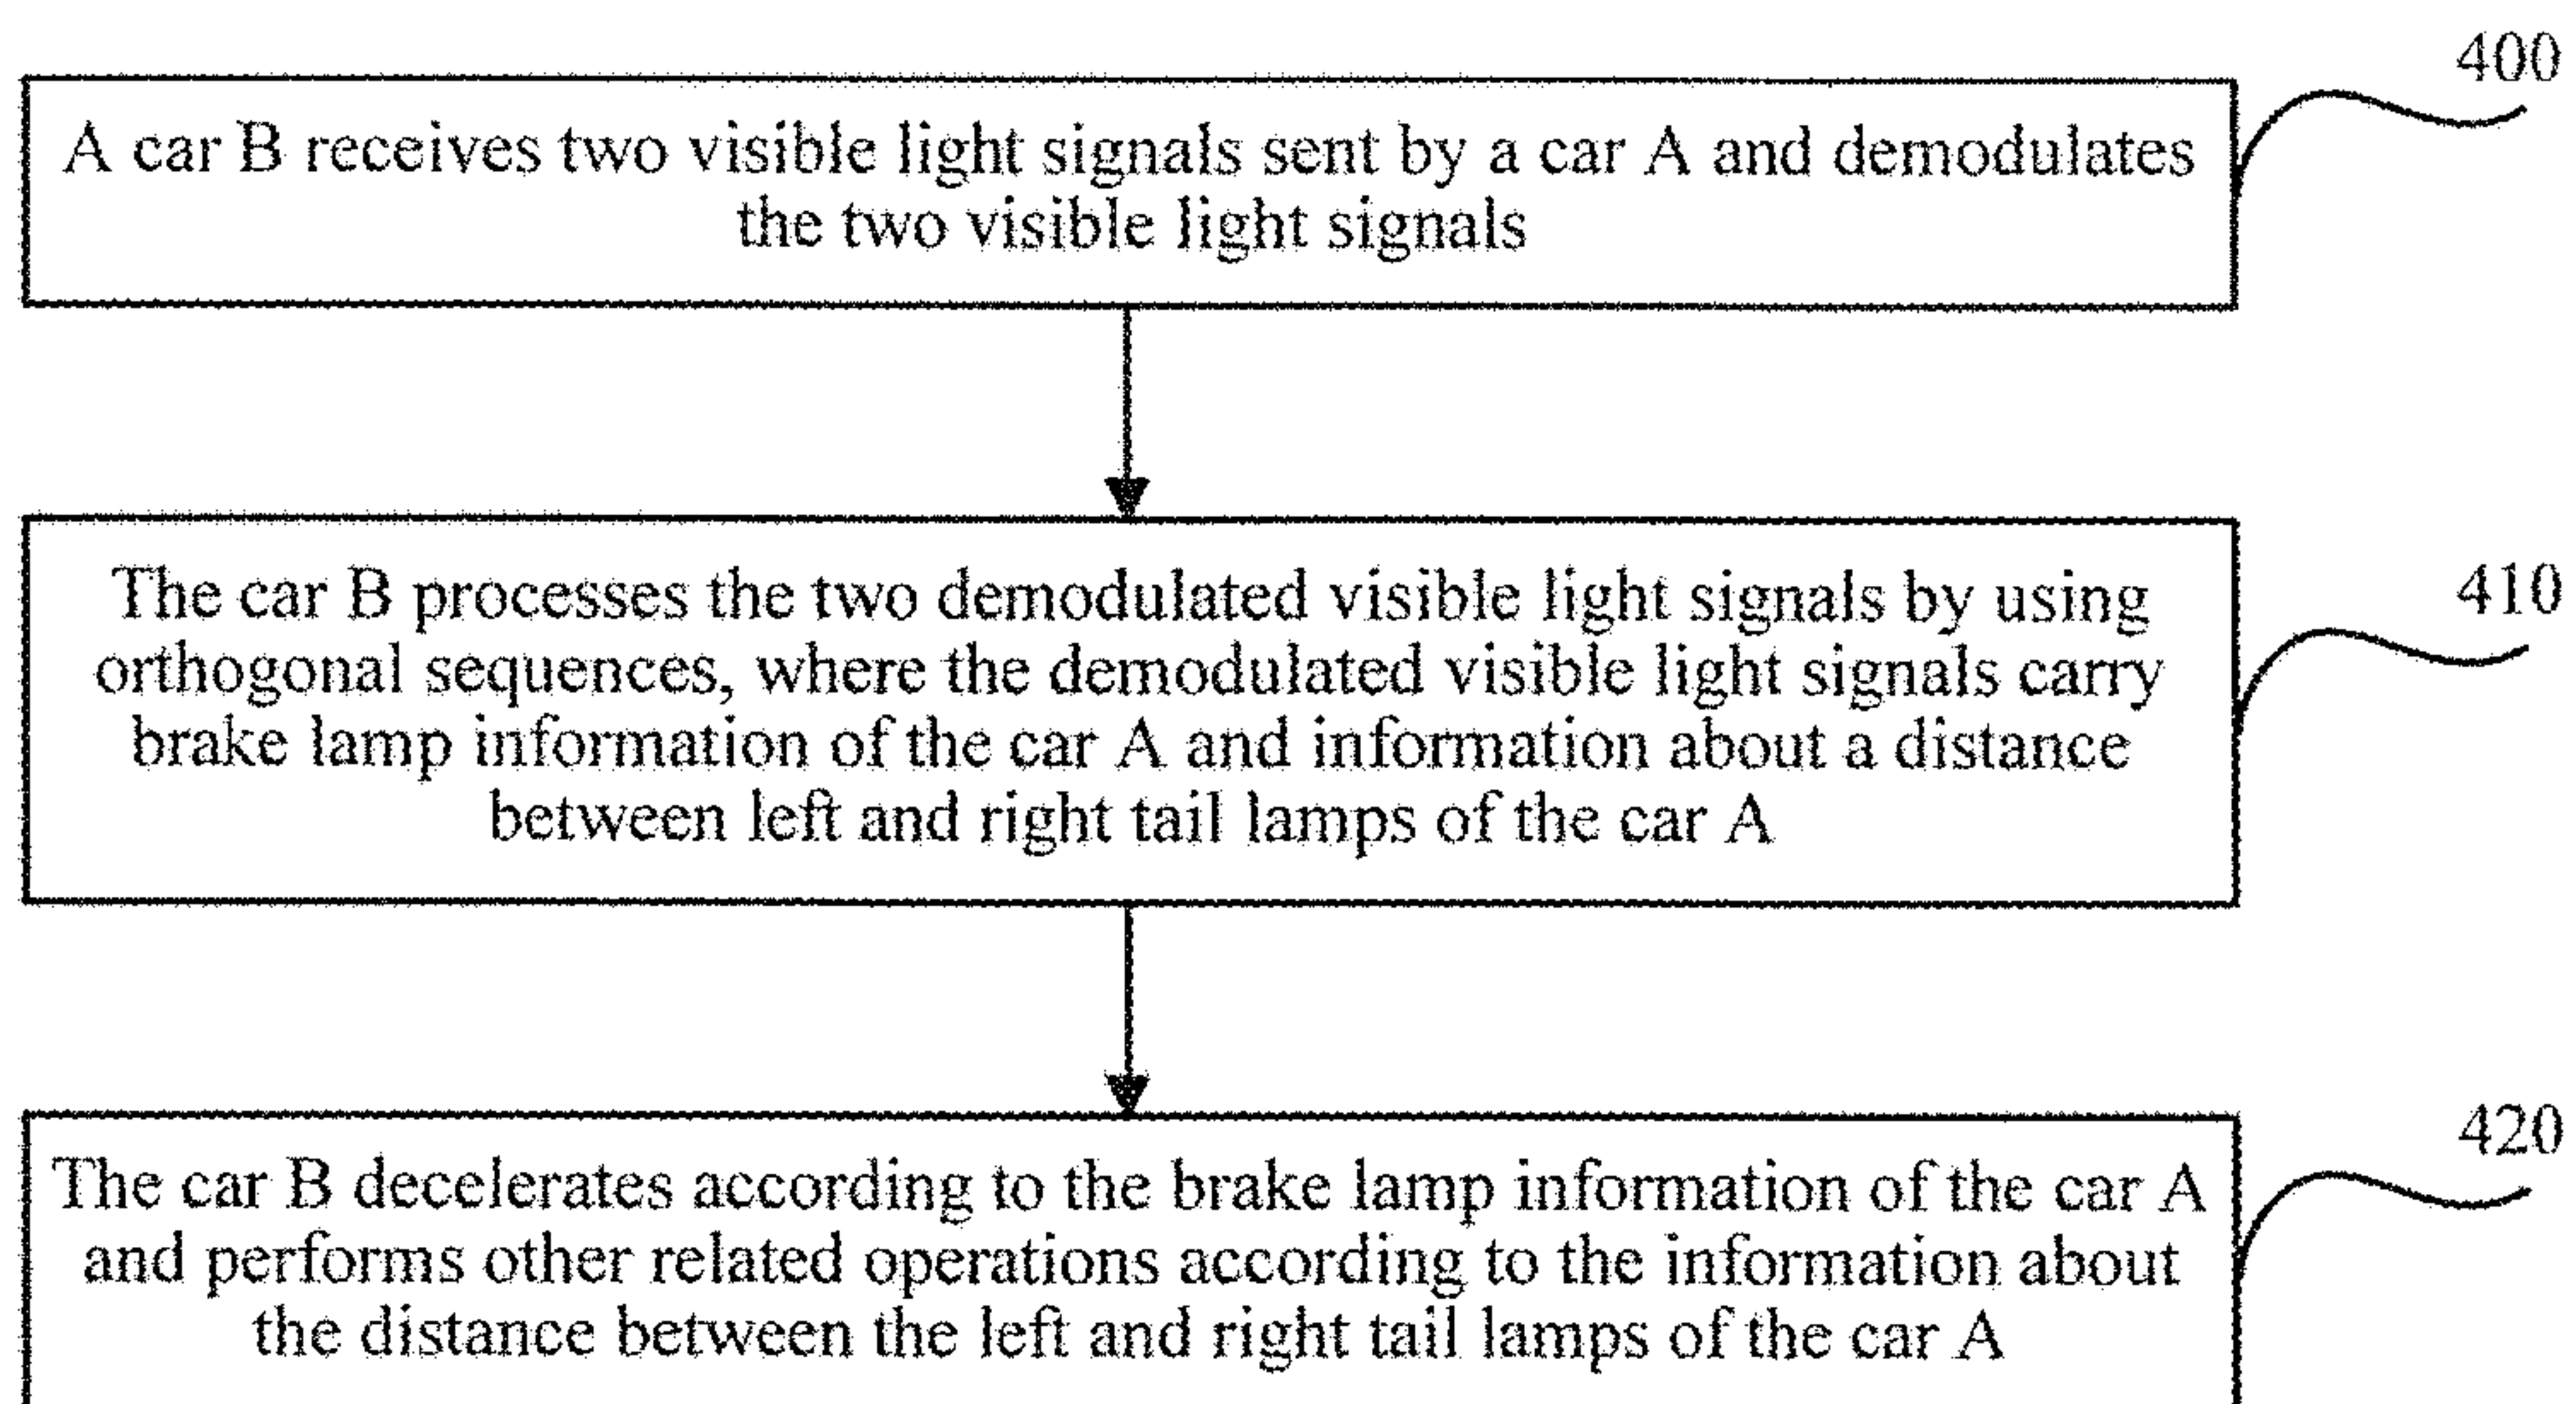 400
A car B receives two visible light signals sent by a car A and demodulates
the two visible light signals
410
The car B processes the two demodulated visible light signals by using
orthogonal sequences, where the demodulated visible light signals carry
brake lamp information of the car A and information about a distance
between left and right tail lamps of the car A
420
The car B decelerates according to the brake lamp information of the car A
and performs other related operations according to the information about
the distance between the left and right tail lamps of the car A